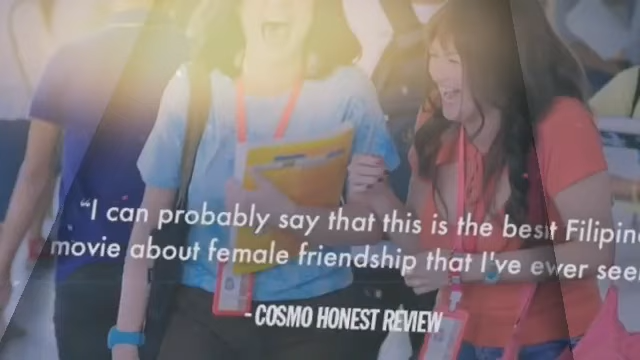 “I can probably say that this is the best Filipin
movie about female friendship that I've ever see
- COSMO HONEST REVIEW